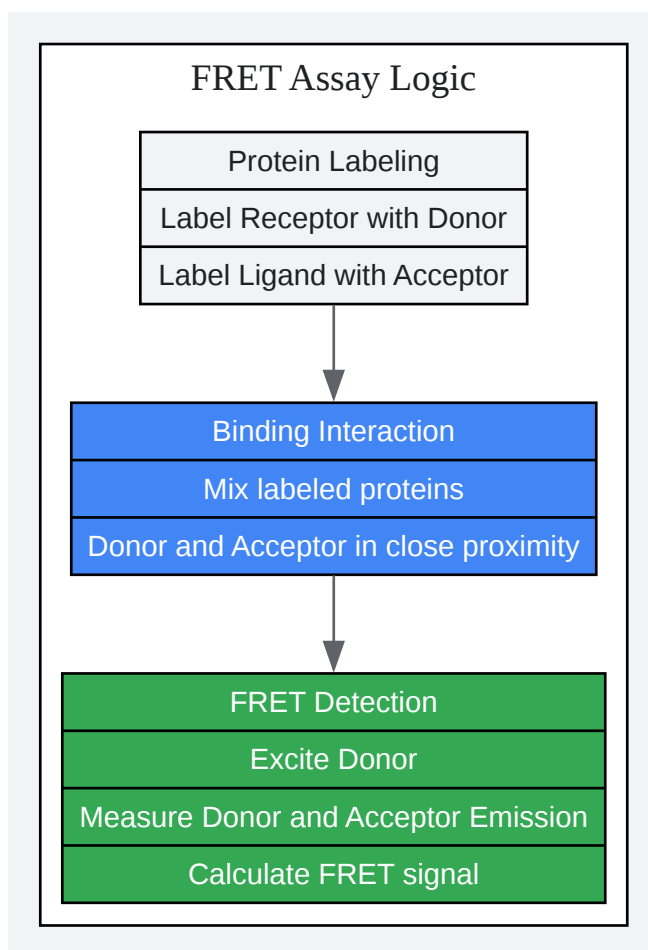 FRET Assay Logic
Protein Labeling
Label Receptor with Donor
Label Ligand with Acceptor
Binding Interaction
Mix labeled proteins
Donor and Acceptor in close proximity
FRET Detection
Excite Donor
Measure Donor and Acceptor Emission
Calculate FRET signal